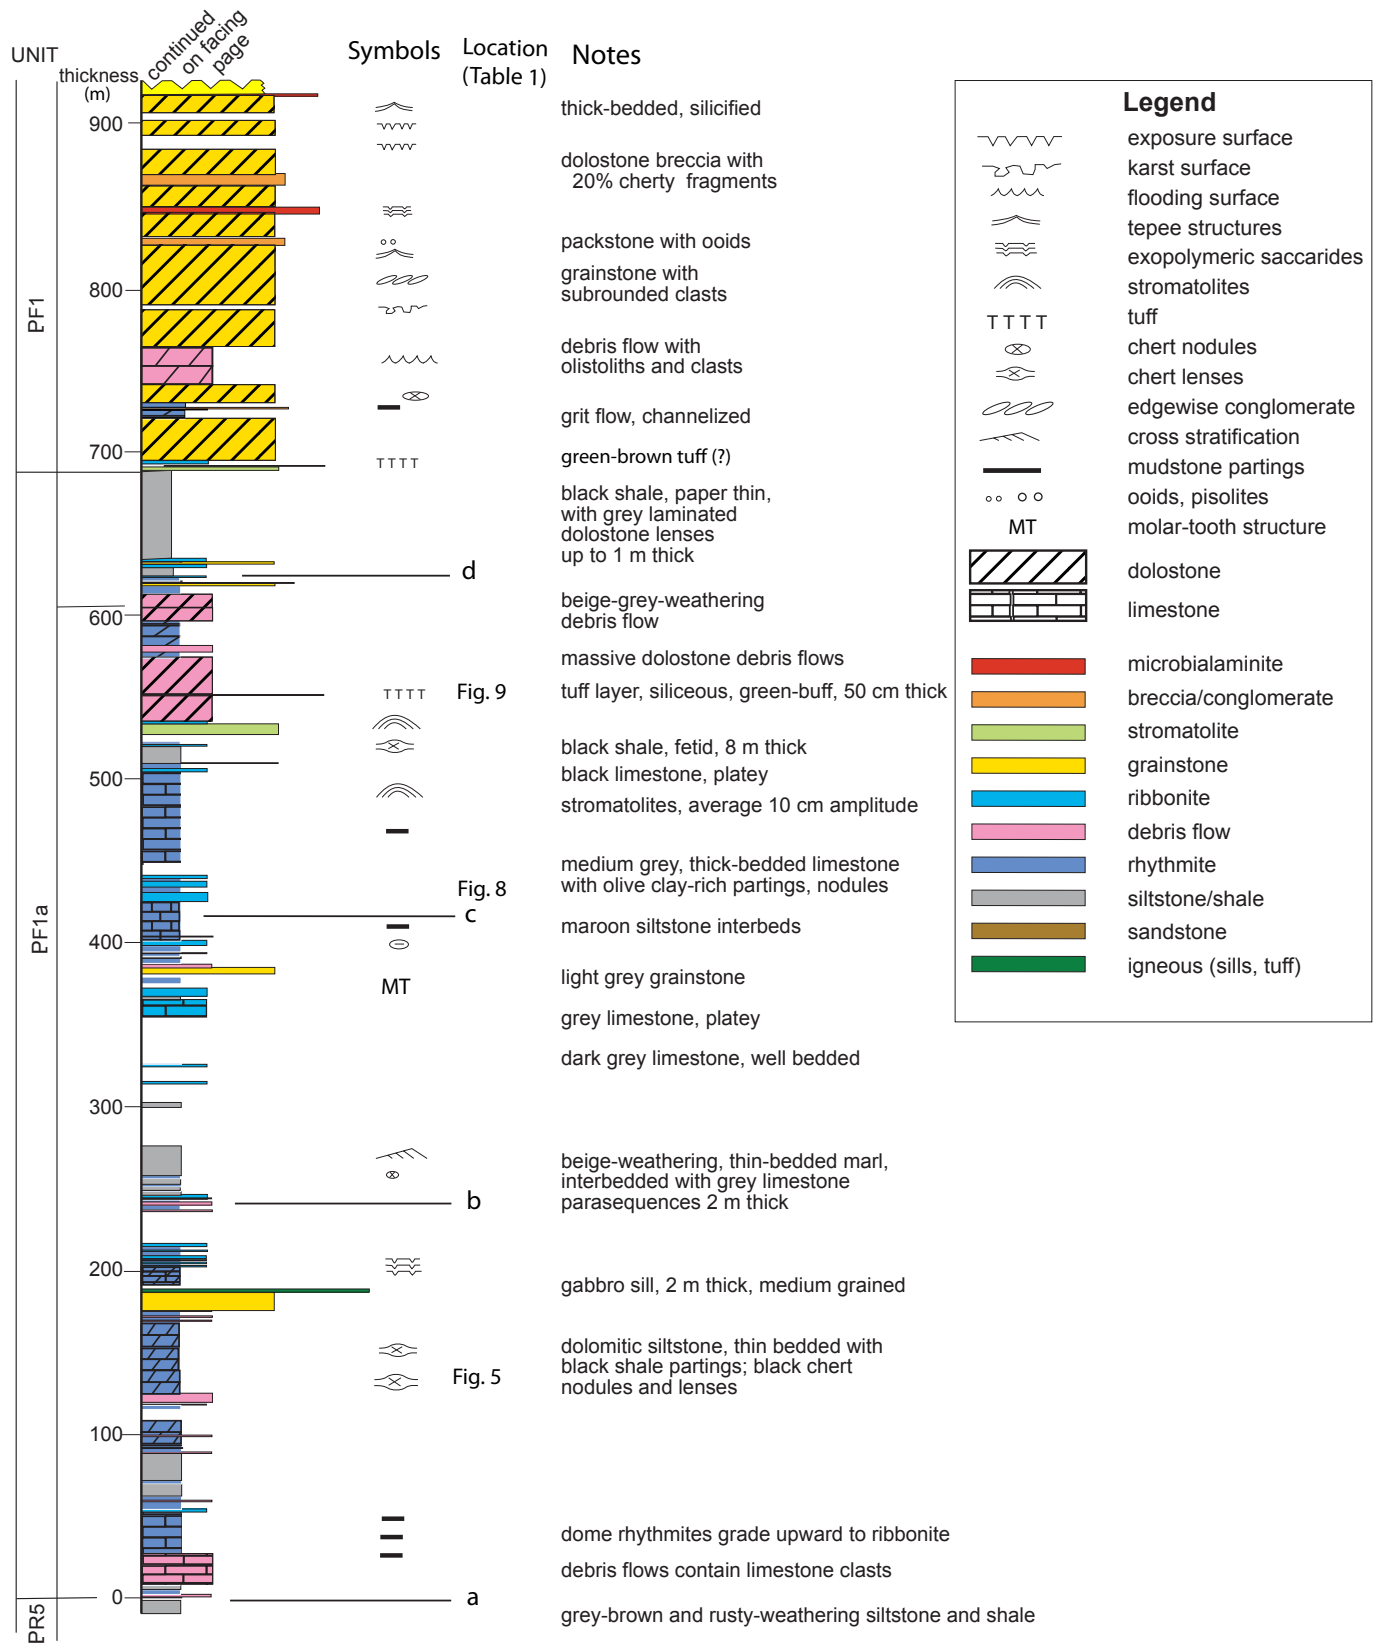 UNIT
thickness
(m)
continued
on facing
page
Symbols
Location
(Table 1)
Notes
PF1
PF1a
PR5
900
800
700
600
500
400
300
200
100
0
T T T T
T T T T
MT
d
Fig. 9
Fig. 8
c
b
Fig. 5
a
thick-bedded, silicified
dolostone breccia with
20% cherty fragments
packstone with ooids
grainstone with
subrounded clasts
debris flow with
olistoliths and clasts
grit flow, channelized
green-brown tuff (?)
black shale, paper thin,
with grey laminated
dolostone lenses
up to 1 m thick
beige-grey-weathering
debris flow
massive dolostone debris flows
tuff layer, siliceous, green-buff, 50 cm thick
black shale, fetid, 8 m thick
black limestone, platey
stromatolites, average 10 cm amplitude
medium grey, thick-bedded limestone
with olive clay-rich partings, nodules
maroon siltstone interbeds
light grey grainstone
grey limestone, platey
dark grey limestone, well bedded
beige-weathering, thin-bedded marl,
interbedded with grey limestone
parasequences 2 m thick
gabbro sill, 2 m thick, medium grained
dolomitic siltstone, thin bedded with
black shale partings; black chert
nodules and lenses
dome rhythmites grade upward to ribbonite
debris flows contain limestone clasts
grey-brown and rusty-weathering siltstone and shale
Legend
exposure surface
karst surface
flooding surface
tepee structures
exopolymeric saccarides
stromatolites
T T T T tuff
chert nodules
chert lenses
edgewise conglomerate
cross stratification
mudstone partings
ooids, pisolites
MT molar-tooth structure
dolostone
limestone
microbialaminite
breccia/conglomerate
stromatolite
grainstone
ribbonite
debris flow
rhythmite
siltstone/shale
sandstone
igneous (sills, tuff)